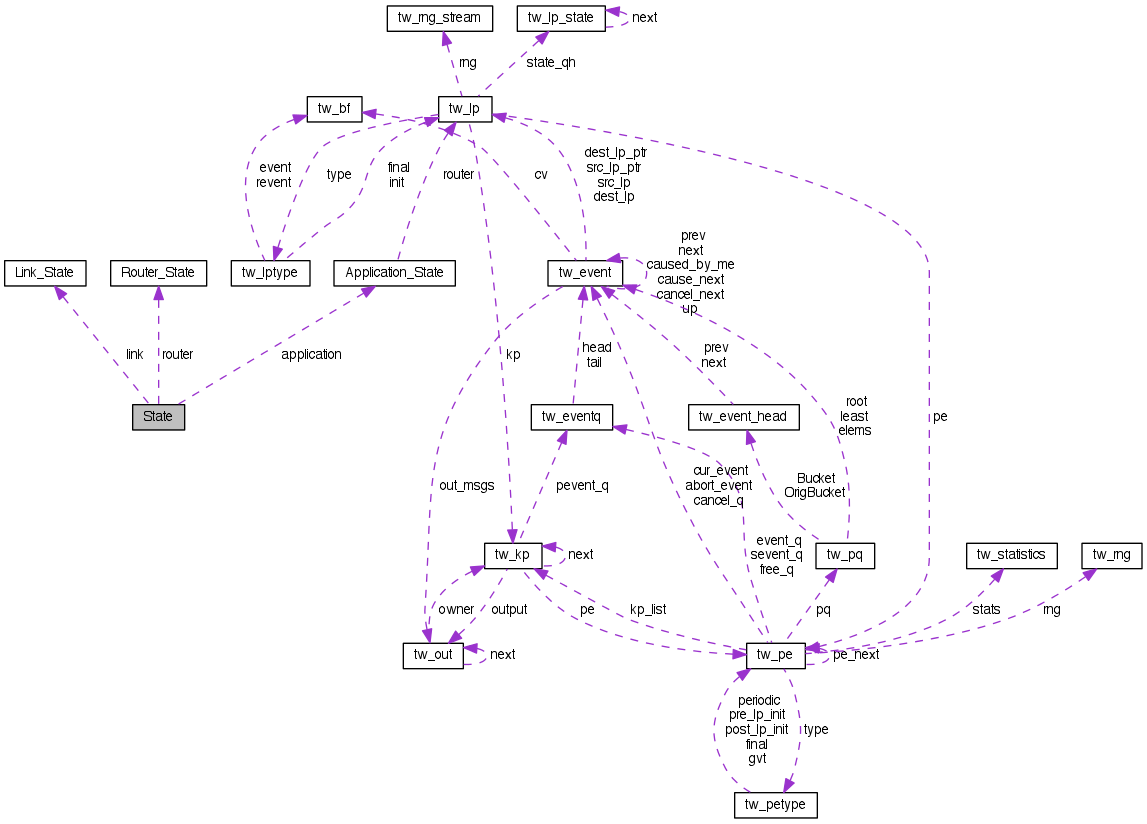 tw_rng_stream
tw_lp_state
next
rng
state_qh
tw_bf
tw_lp
event
revent
type
final
init
router
cv
dest_lp_ptr
src_lp_ptr
src_lp
dest_lp
Link_State
Router_State
tw_lptype
Application_State
tw_event
prev
next
caused_by_me
cause_next
cancel_next
up
link
router
application
kp
head
tail
prev
next
root
least
elems
pe
State
tw_eventq
tw_event_head
out_msgs
pevent_q
cur_event
abort_event
cancel_q
Bucket
OrigBucket
event_q
sevent_q
free_q
tw_kp
next
tw_pq
tw_statistics
tw_rng
owner
output
pe
kp_list
pq
stats
rng
tw_out
next
tw_pe
pe_next
periodic
pre_lp_init
post_lp_init
final
gvt
type
tw_petype